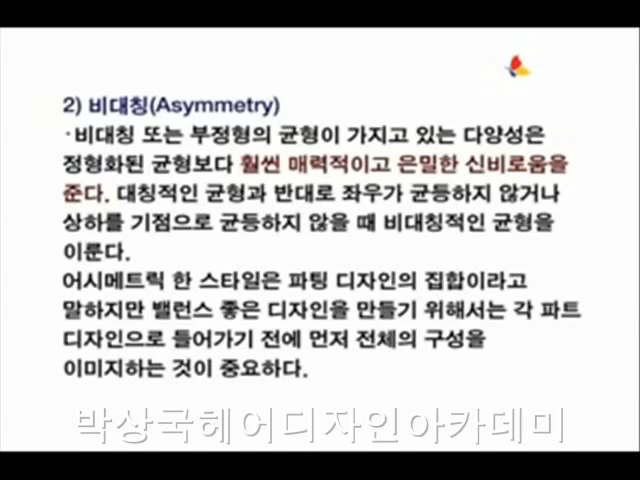 2) 비대칭(Asymmetry)
·비대칭 또는 부정형의 균형이 가지고 있는 다양성은
정형화된 균형보다 훨씬 매력적이고 은밀한 신비로움을
준다. 대칭적인 균형과 반대로 좌우가 균등하지 않거나
상하를 기점으로 균등하지 않을 때 비대칭적인 균형을
이룬다.
어시메트릭 한 스타일은 파팅 디자인의 집합이라고
말하지만 밸런스 좋은 디자인을 만들기 위해서는 각 파트
디자인으로 들어가기 전에 먼저 전체의 구성을
이미지하는 것이 중요하다.
박상국헤어디자인아카데미